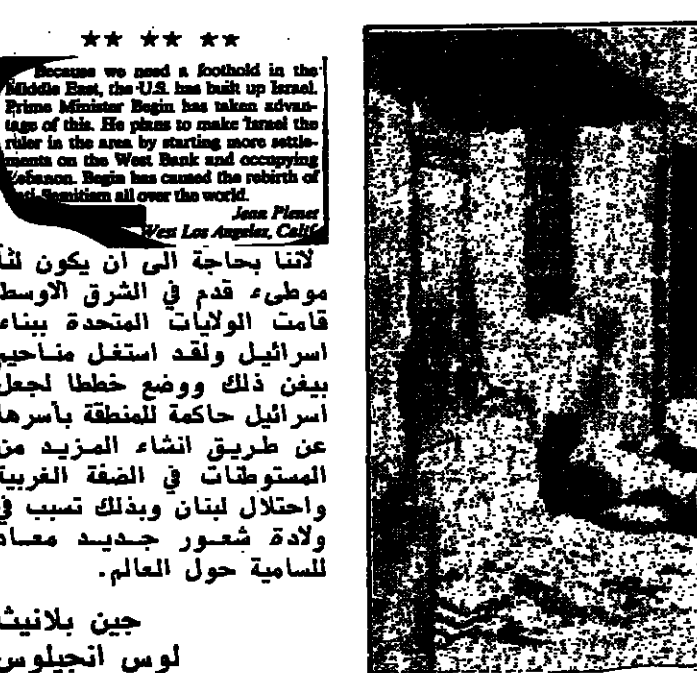 Because we need a foothold in the
Middle East, the U.S. has built up Israel.
Prime Minister Begin has taken advan-
tage of this. He plans to make Israel the
ruler in the area by starting more settle-
ments on the West Bank and occupying
Lebanon. Begin has caused the rebirth of
anti-Semitism all over the world.
Jean Planet
West Los Angeles, Calif.
لاننا بحاجة الى ان يكون لنا
موطىء قدم في الشرق الاوسط
قامت الولايات المتحدة ببناء
اسرائيل ولقد استغل مناحيم
بيغن ذلك ووضع خططا لجعل
اسرائيل حاكمة للمنطقة بأسرها
عن طريق انشاء المزيد من
المستوطنات في الضفة الغربية
واحتلال لبنان وبذلك تسبب في
ولادة شعور جديد معاد
للسامية حول العالم.
جين بلانيث
لوس انجيلوس